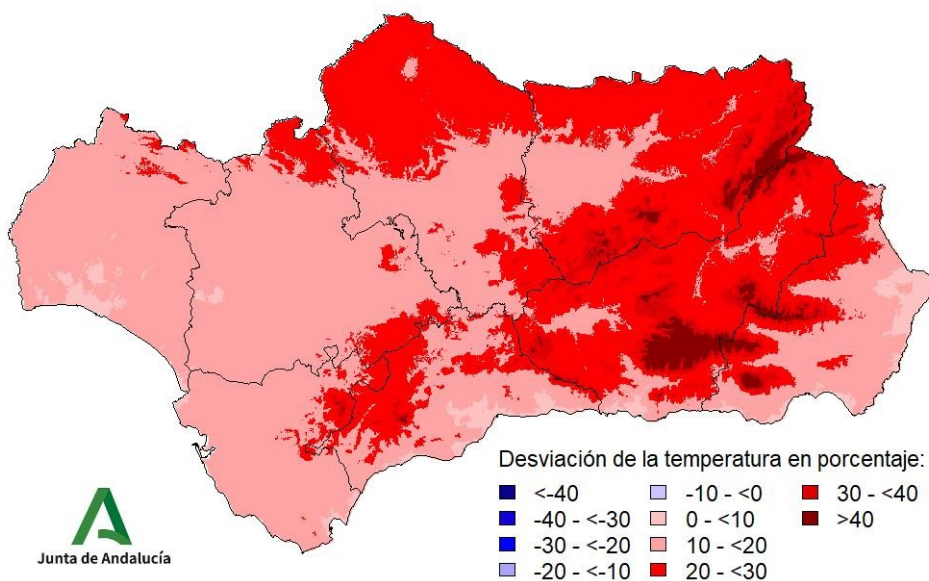 Desviación de la temperatura en porcentaje:
<-40 -10 - <0 30 - <40
-40 - <-30 0 - <10 >40
-30 - <-20 10 - <20
-20 - <-10 20 - <30
Junta de Andalucía